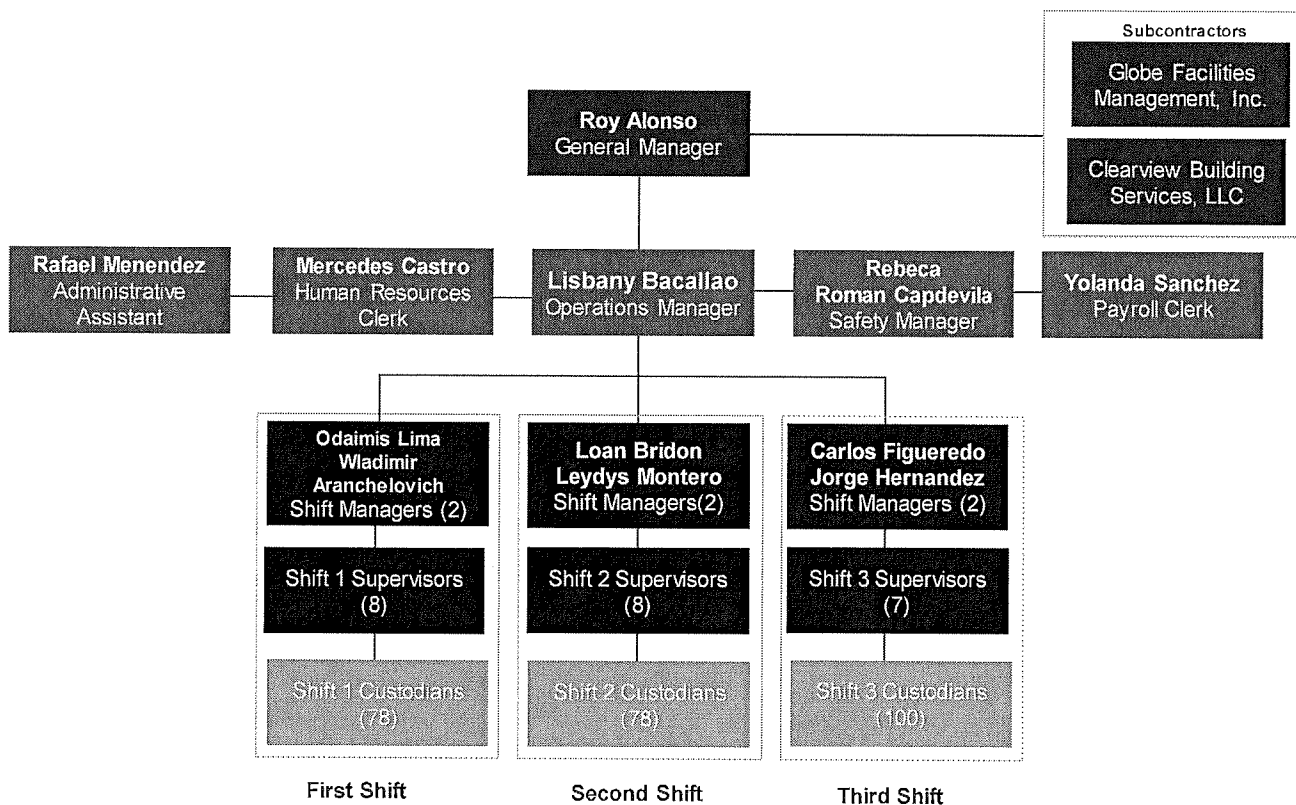 Subcontractors
Globe Facilities
Management, Inc.
Clearview Building
Services, LLC
Roy Alonso
General Manager
Rafael Menendez
Administrative
Assistant
Mercedes Castro
Human Resources
Clerk
Lisbany Bacallao
Operations Manager
Rebeca
Roman Capdevila
Safety Manager
Yolanda Sanchez
Payroll Clerk
Odaimis Lima
Wladimir
Aranchelovich
Shift Managers (2)
Shift 1 Supervisors
(8)
Shift 1 Custodians
(78)
First Shift
Loan Bridon
Leydys Montero
Shift Managers(2)
Shift 2 Supervisors
(8)
Shift 2 Custodians
(78)
Second Shift
Carlos Figueredo
Jorge Hernandez
Shift Managers (2)
Shift 3 Supervisors
(7)
Shift 3 Custodians
(100)
Third Shift